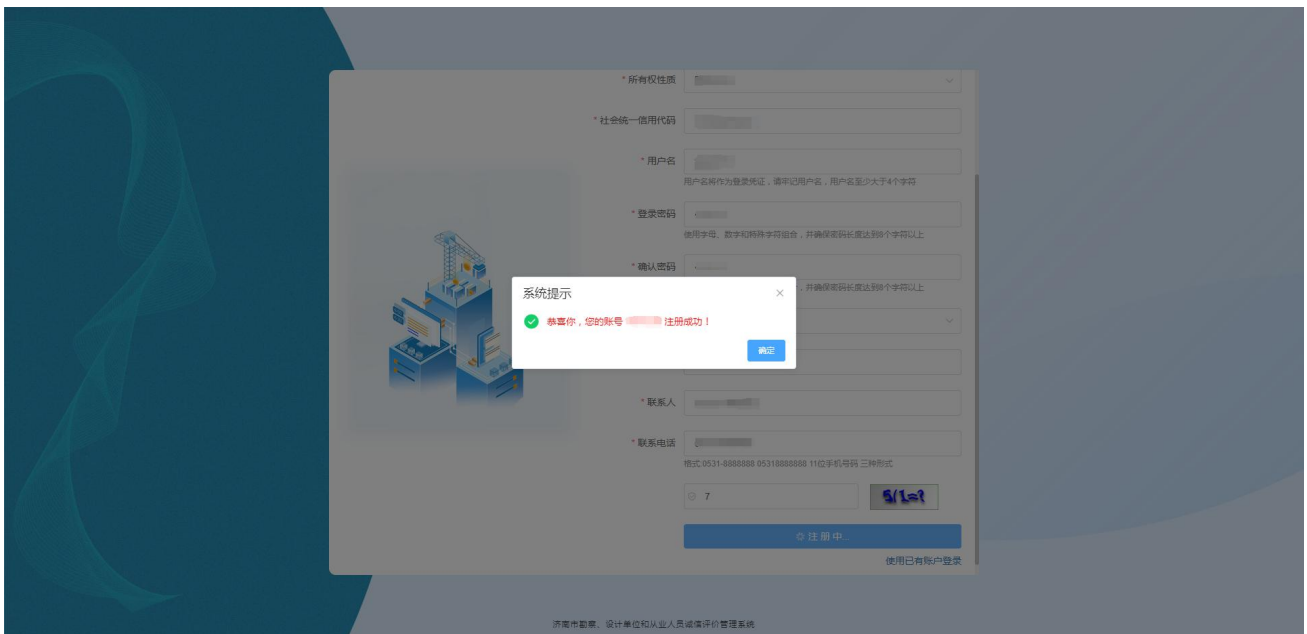 * 所有权性质
* 社会统一信用代码
* 用户名
用户名将作为登录凭证，请牢记用户名，用户名至少大于4个字符
* 登录密码
使用字母、数字和特殊字符组合，并确保密码长度达到8个字符以上
* 确认密码
，并确保密码长度达到8个字符以上
系统提示
恭喜你，您的账号 注册成功！
确定
* 联系人
* 联系电话
格式:0531-8888888 05318888888 11位手机号码 三种形式
7
5/1=?
注 册 中...
使用已有账户登录
济南市勘察、设计单位和从业人员诚信评价管理系统